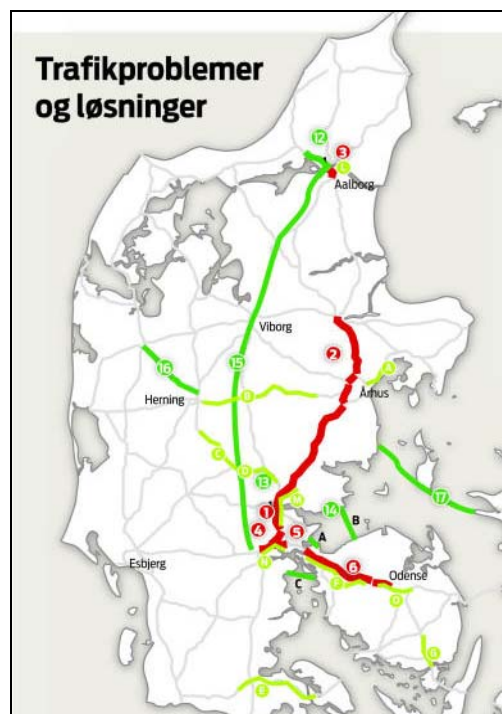 Trafikproblemer
og løsninger
12
3
L
Aalborg
Viborg
2
15
16
A
Herning
B
Århus
C
D
13
M
17
1
14
B
4
5
A
Esbjerg
N
6
Odense
C
F
O
G
E